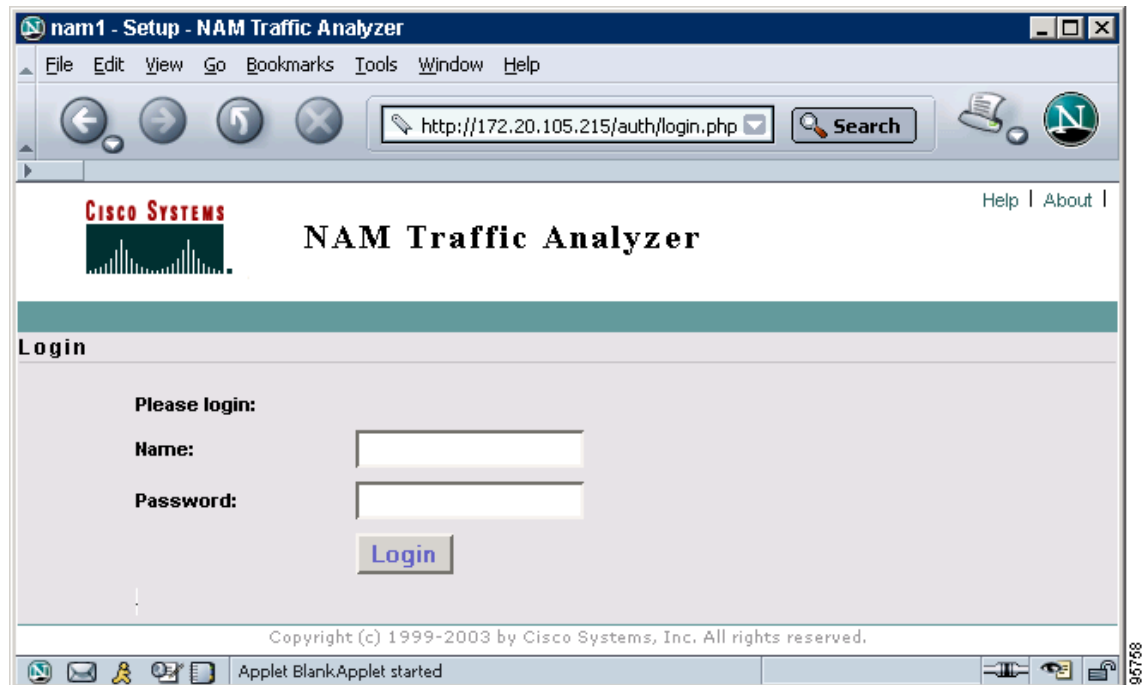 nam1 - Setup - NAM Traffic Analyzer
File Edit View Go Bookmarks Tools Window Help
http://172.20.105.215/auth/login.php Search
N
Help | About |
CISCO SYSTEMS
NAM Traffic Analyzer
Login
Please login:
Name:
Password:
Login
Copyright (c) 1999-2003 by Cisco Systems, Inc. All rights reserved.
Applet BlankApplet started
95758